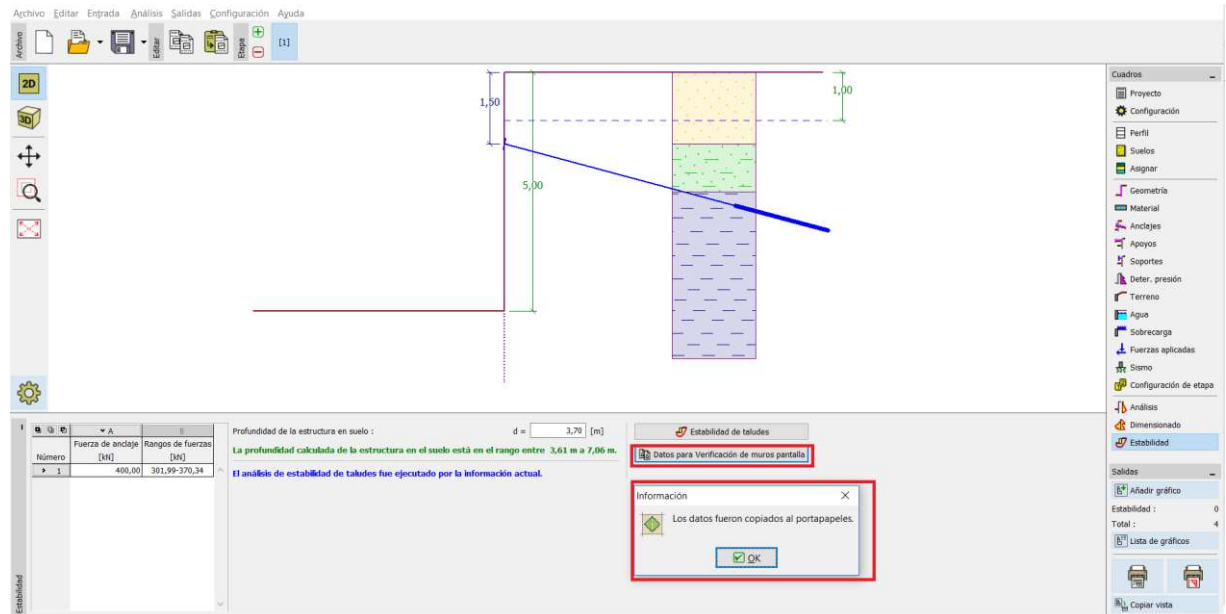 Archivo Editar Entrada Análisis Salidas Configuración Ayuda
Archivo
Editar
Etapa
[1]
2D
3D
1,50
5,00
1,00
Cuadros
Proyecto
Configuración
Perfil
Suelos
Asignar
Geometría
Material
Anclajes
Apoyos
Soportes
Deter. presión
Terreno
Agua
Sobrecarga
Fuerzas aplicadas
Sismo
Configuración de etapa
Análisis
Dimensionado
Estabilidad
Salidas
Añadir gráfico
Estabilidad : 0
Total : 4
Lista de gráficos
Copiar vista
Estabilidad
A
Fuerza de anclaje Rangos de fuerzas
Número [kN] [kN]
1 400,00 301,99-370,34
Profundidad de la estructura en suelo : d = 3,70 [m]
La profundidad calculada de la estructura en el suelo está en el rango entre 3,61 m a 7,06 m.
El análisis de estabilidad de taludes fue ejecutado por la información actual.
Estabilidad de taludes
Datos para Verificación de muros pantalla
Información
Los datos fueron copiados al portapapeles.
OK